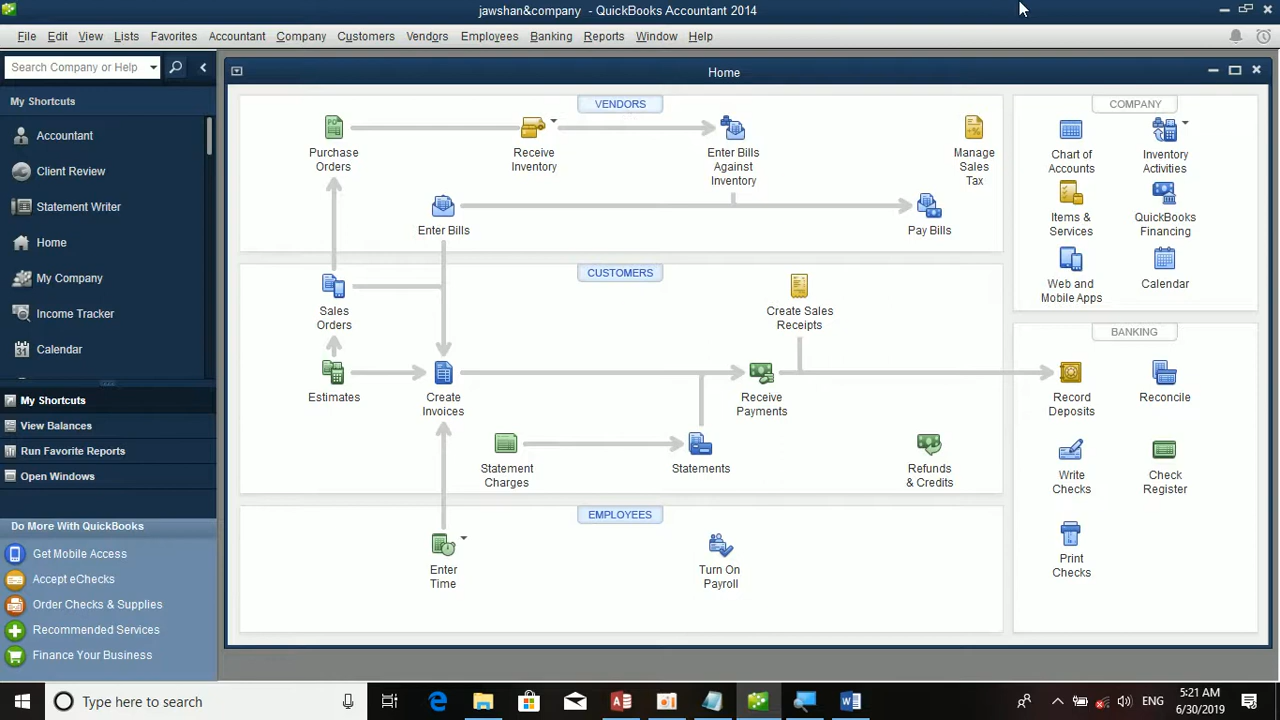 jawshan&company - QuickBooks Accountant 2014
File Edit View Lists Favorites Accountant Company Customers Vendors Employees Banking Reports Window Help
Search Company or Help
My Shortcuts
Accountant
Client Review
Statement Writer
Home
My Company
Income Tracker
Calendar
My Shortcuts
View Balances
Run Favorite Reports
Open Windows
Do More With QuickBooks
Get Mobile Access
Accept eChecks
Order Checks & Supplies
Recommended Services
Finance Your Business
Home
VENDORS
Purchase
Orders
Receive
Inventory
Enter Bills
Against
Inventory
Manage
Sales
Tax
Enter Bills
Pay Bills
CUSTOMERS
Sales
Orders
Create Sales
Receipts
Estimates
Create
Invoices
Receive
Payments
Statement
Charges
Statements
Refunds
& Credits
EMPLOYEES
Enter
Time
Turn On
Payroll
COMPANY
Chart of
Accounts
Inventory
Activities
Items &
Services
QuickBooks
Financing
Web and
Mobile Apps
Calendar
BANKING
Record
Deposits
Reconcile
Write
Checks
Check
Register
Print
Checks
Type here to search
ENG
5:21 AM
6/30/2019